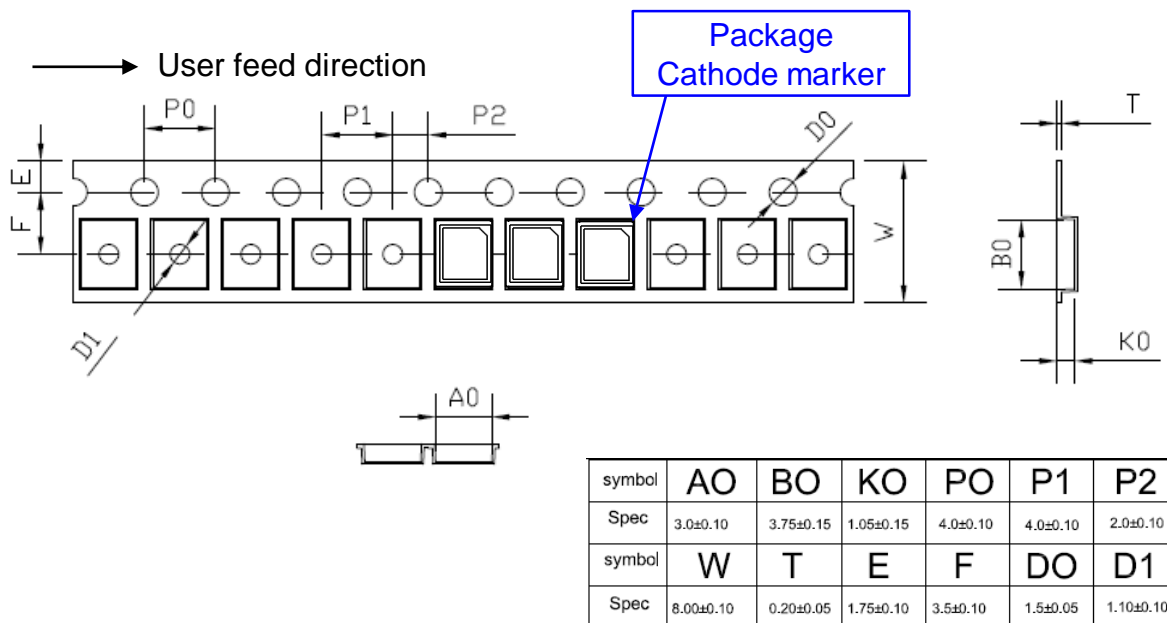 Package
Cathode marker
User feed direction
P0
P1
P2
D0
T
E
F
W
B0
D1
K0
A0
symbol AO BO KO PO P1 P2
Spec 3.0±0.10 3.75±0.15 1.05±0.15 4.0±0.10 4.0±0.10 2.0±0.10
symbol W T E F DO D1
Spec 8.00±0.10 0.20±0.05 1.75±0.10 3.5±0.10 1.5±0.05 1.10±0.10